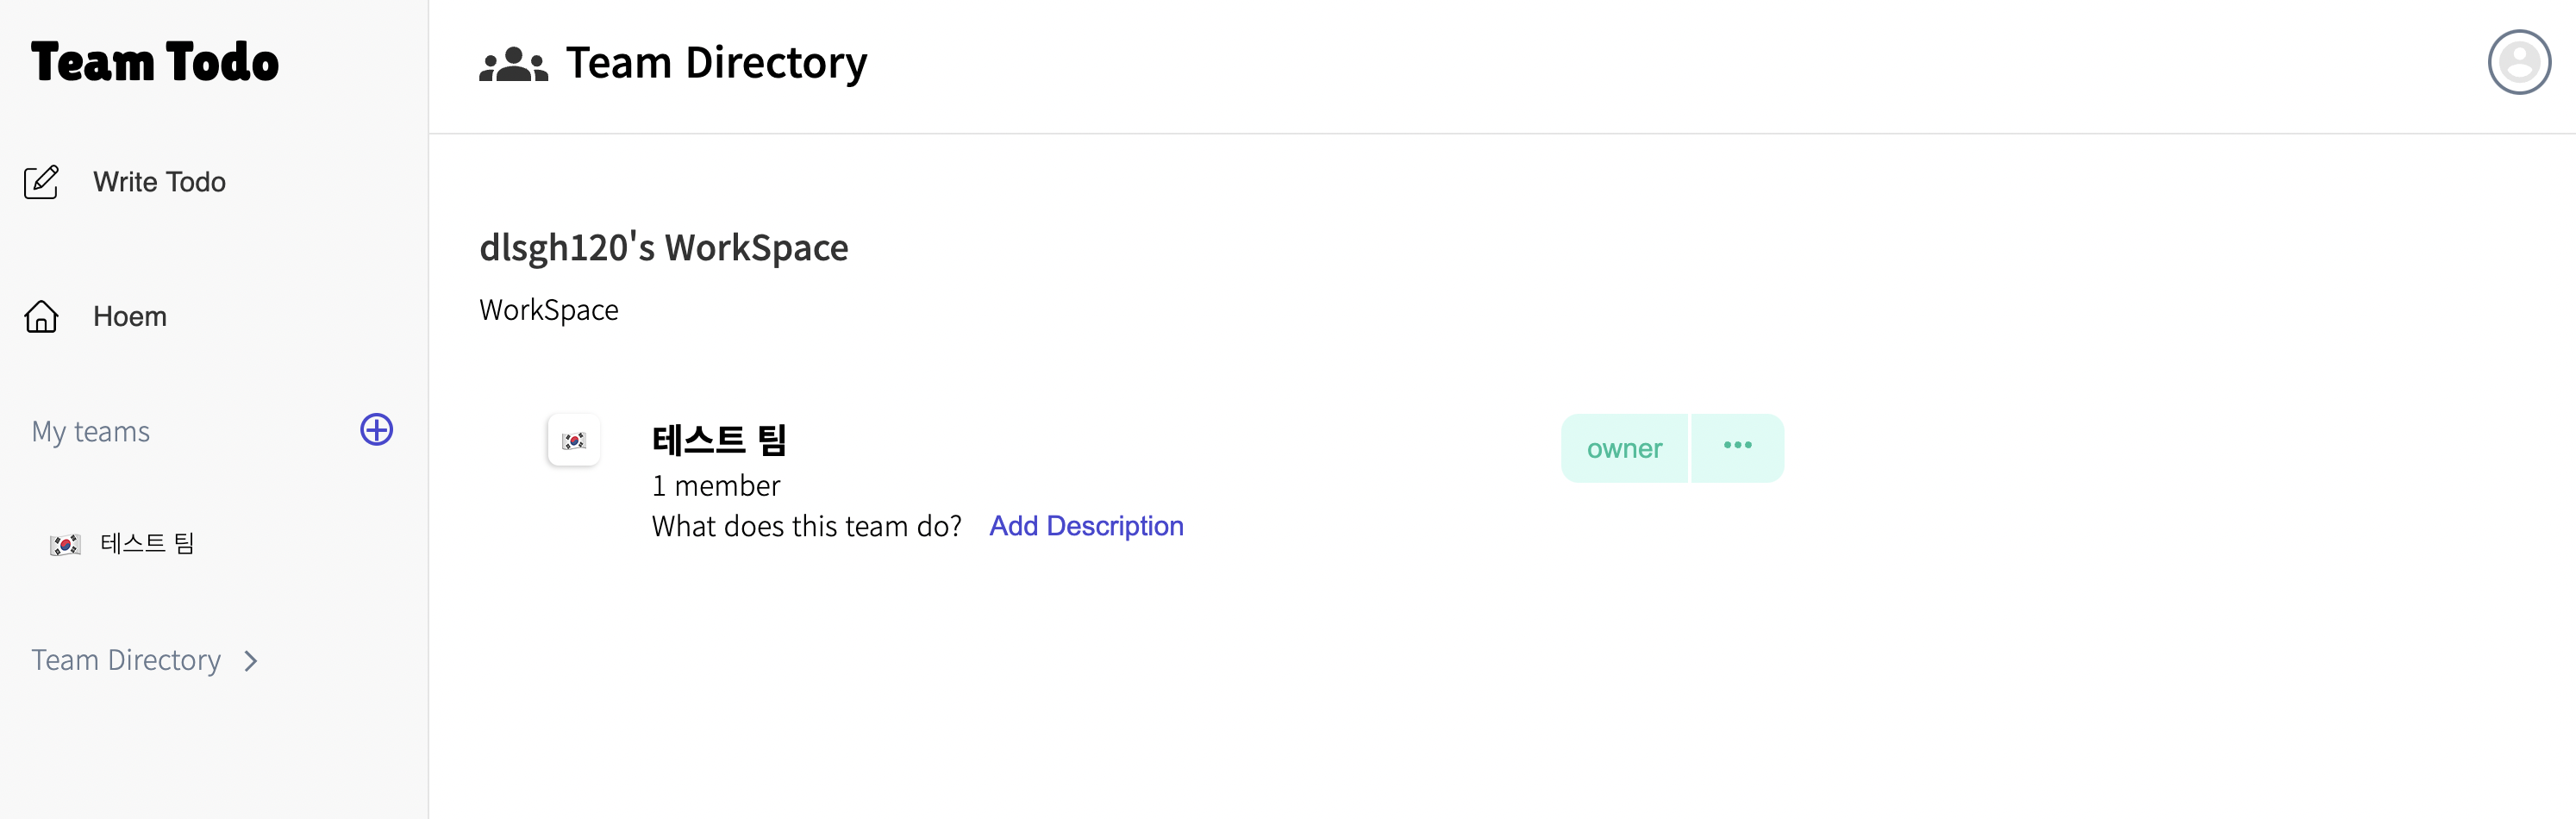 Team Todo
Write Todo
Hoem
My teams
🇰🇷 테스트 팀
Team Directory
Team Directory
dlsgh120's WorkSpace
WorkSpace
🇰🇷 테스트 팀
1 member
What does this team do? Add Description
owner